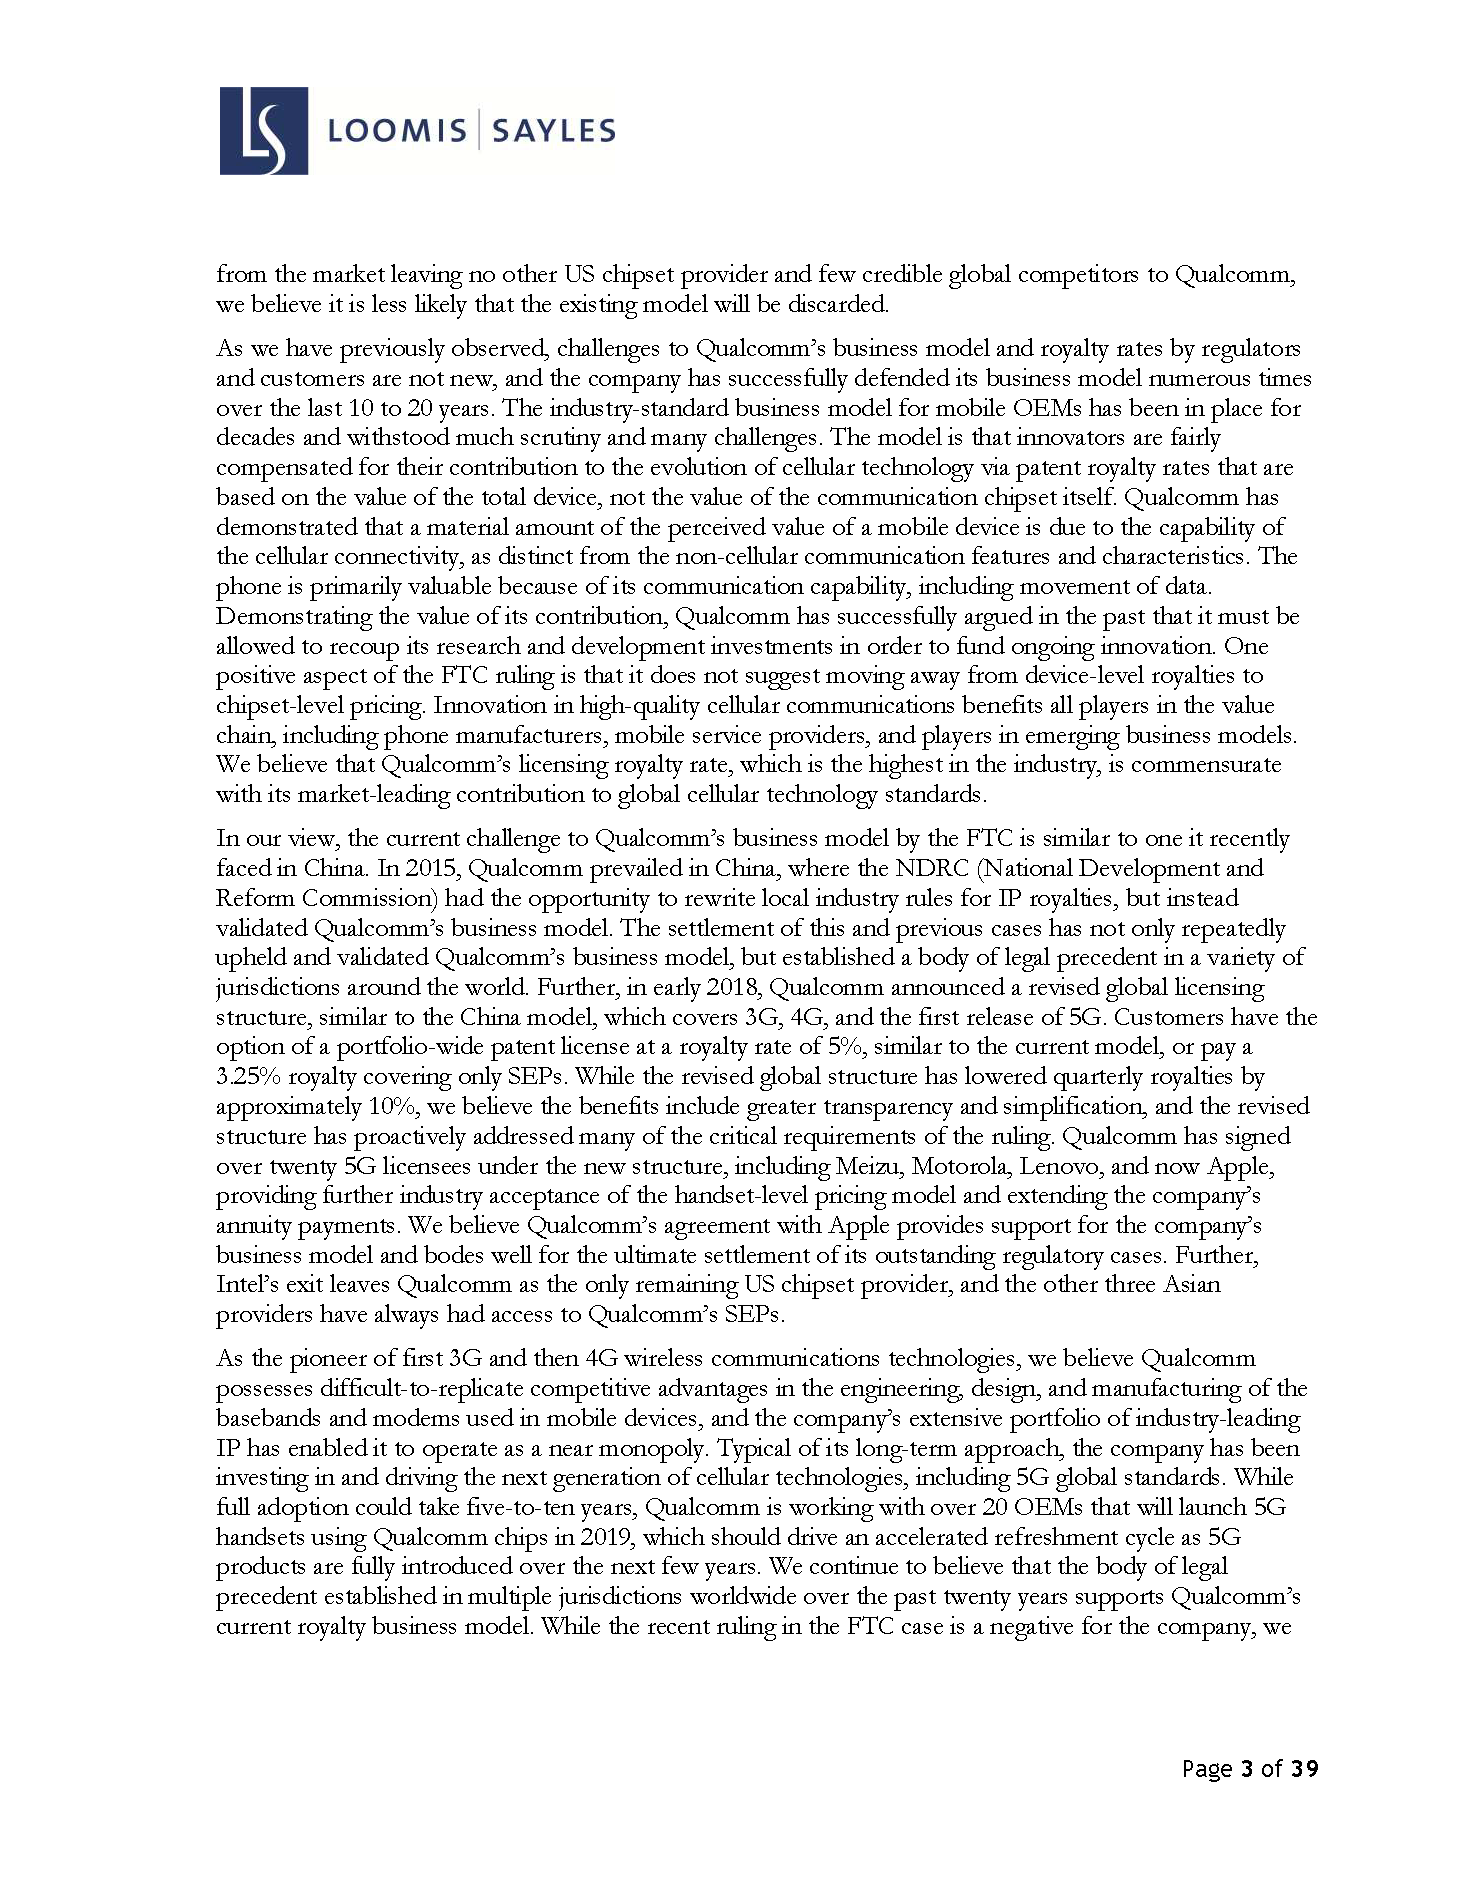 LS LOOMIS | SAYLES
from the market leaving no other US chipset provider and few credible global competitors to Qualcomm,
we believe it is less likely that the existing model will be discarded.
As we have previously observed, challenges to Qualcomm’s business model and royalty rates by regulators
and customers are not new, and the company has successfully defended its business model numerous times
over the last 10 to 20 years. The industry-standard business model for mobile OEMs has been in place for
decades and withstood much scrutiny and many challenges. The model is that innovators are fairly
compensated for their contribution to the evolution of cellular technology via patent royalty rates that are
based on the value of the total device, not the value of the communication chipset itself. Qualcomm has
demonstrated that a material amount of the perceived value of a mobile device is due to the capability of
the cellular connectivity, as distinct from the non-cellular communication features and characteristics. The
phone is primarily valuable because of its communication capability, including movement of data.
Demonstrating the value of its contribution, Qualcomm has successfully argued in the past that it must be
allowed to recoup its research and development investments in order to fund ongoing innovation. One
positive aspect of the FTC ruling is that it does not suggest moving away from device-level royalties to
chipset-level pricing. Innovation in high-quality cellular communications benefits all players in the value
chain, including phone manufacturers, mobile service providers, and players in emerging business models.
We believe that Qualcomm’s licensing royalty rate, which is the highest in the industry, is commensurate
with its market-leading contribution to global cellular technology standards.
In our view, the current challenge to Qualcomm’s business model by the FTC is similar to one it recently
faced in China. In 2015, Qualcomm prevailed in China, where the NDRC (National Development and
Reform Commission) had the opportunity to rewrite local industry rules for IP royalties, but instead
validated Qualcomm’s business model. The settlement of this and previous cases has not only repeatedly
upheld and validated Qualcomm’s business model, but established a body of legal precedent in a variety of
jurisdictions around the world. Further, in early 2018, Qualcomm announced a revised global licensing
structure, similar to the China model, which covers 3G, 4G, and the first release of 5G. Customers have the
option of a portfolio-wide patent license at a royalty rate of 5%, similar to the current model, or pay a
3.25% royalty covering only SEPs. While the revised global structure has lowered quarterly royalties by
approximately 10%, we believe the benefits include greater transparency and simplification, and the revised
structure has proactively addressed many of the critical requirements of the ruling. Qualcomm has signed
over twenty 5G licensees under the new structure, including Meizu, Motorola, Lenovo, and now Apple,
providing further industry acceptance of the handset-level pricing model and extending the company’s
annuity payments. We believe Qualcomm’s agreement with Apple provides support for the company’s
business model and bodes well for the ultimate settlement of its outstanding regulatory cases. Further,
Intel’s exit leaves Qualcomm as the only remaining US chipset provider, and the other three Asian
providers have always had access to Qualcomm’s SEPs.
As the pioneer of first 3G and then 4G wireless communications technologies, we believe Qualcomm
possesses difficult-to-replicate competitive advantages in the engineering, design, and manufacturing of the
basebands and modems used in mobile devices, and the company’s extensive portfolio of industry-leading
IP has enabled it to operate as a near monopoly. Typical of its long-term approach, the company has been
investing in and driving the next generation of cellular technologies, including 5G global standards. While
full adoption could take five-to-ten years, Qualcomm is working with over 20 OEMs that will launch 5G
handsets using Qualcomm chips in 2019, which should drive an accelerated refreshment cycle as 5G
products are fully introduced over the next few years. We continue to believe that the body of legal
precedent established in multiple jurisdictions worldwide over the past twenty years supports Qualcomm’s
current royalty business model. While the recent ruling in the FTC case is a negative for the company, we
Page 3 of 39